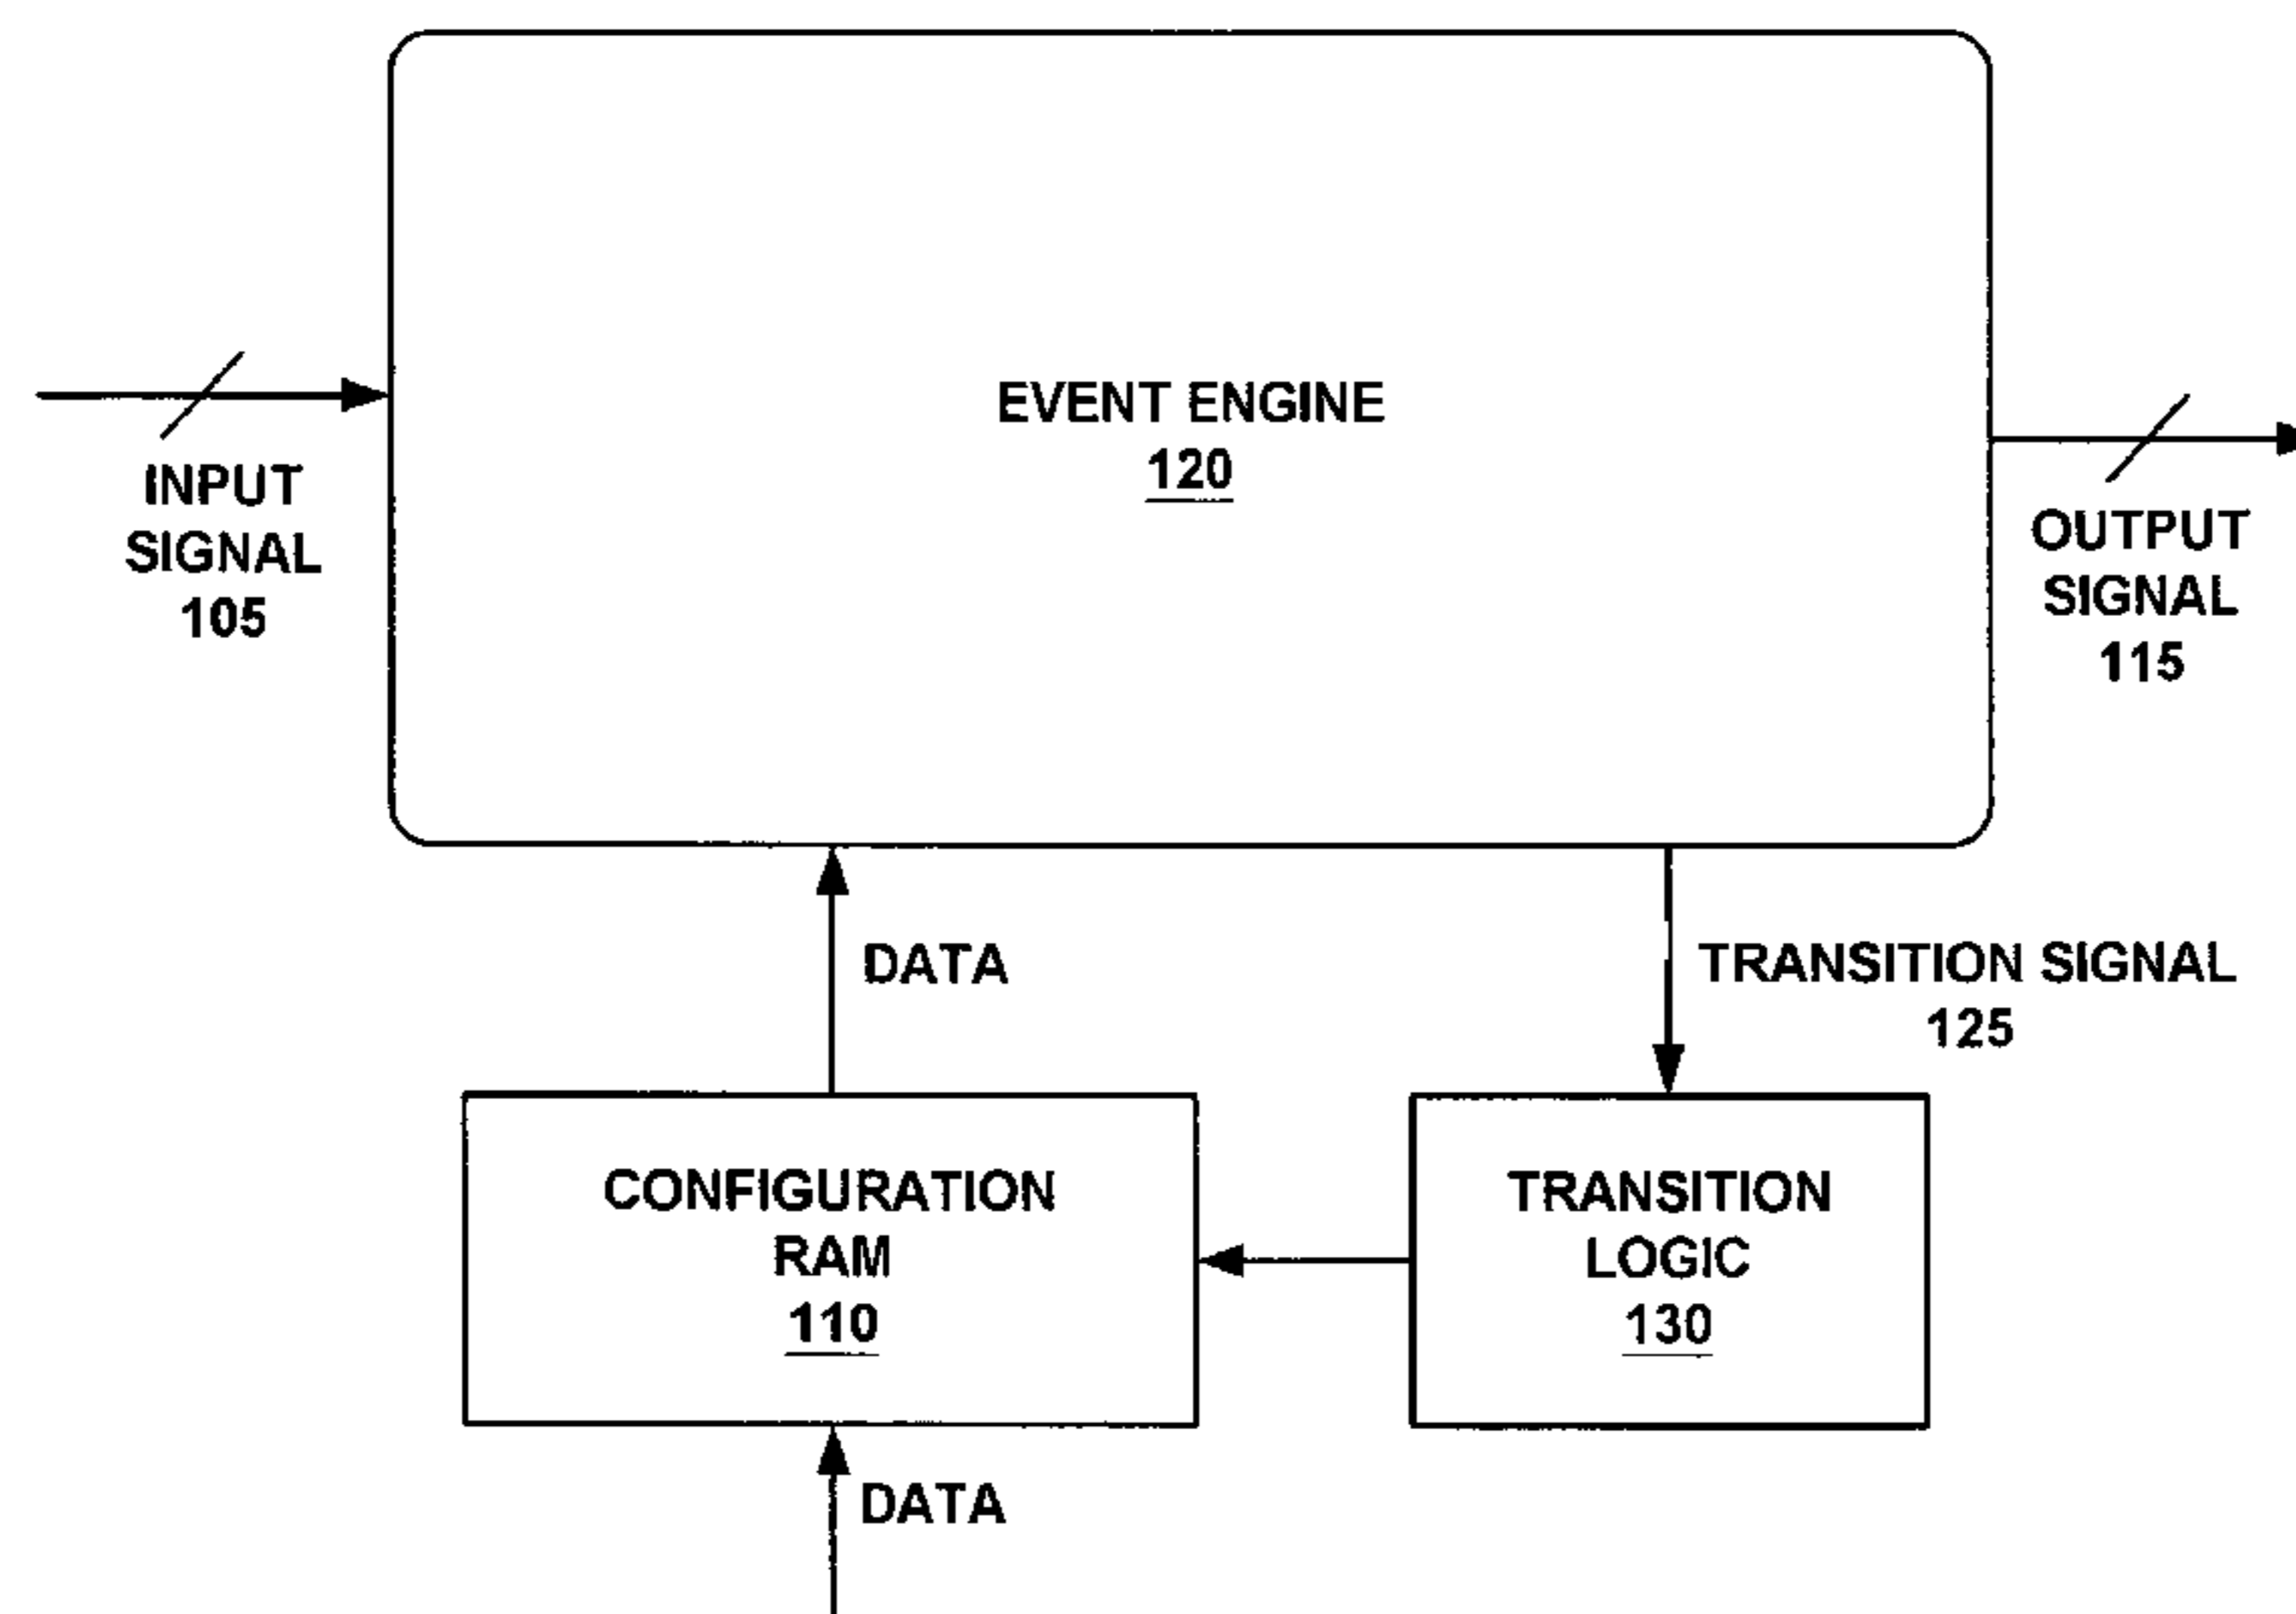 EVENT ENGINE
120
INPUT
SIGNAL
105
OUTPUT
SIGNAL
115
DATA
TRANSITION SIGNAL
125
CONFIGURATION
RAM
110
TRANSITION
LOGIC
130
DATA